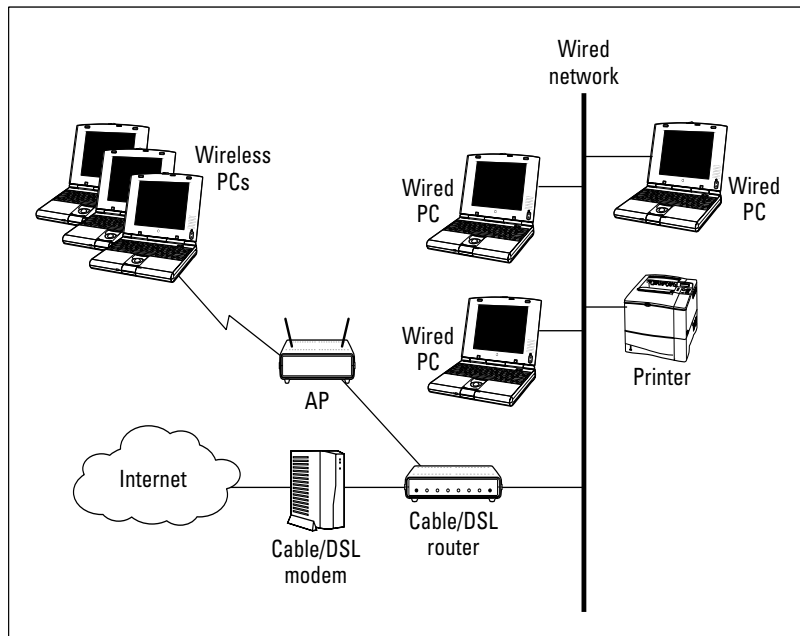 Wired
network
Wireless
PCs
Wired
PC
Wired
PC
Wired
PC
Printer
AP
Internet
Cable/DSL
modem
Cable/DSL
router